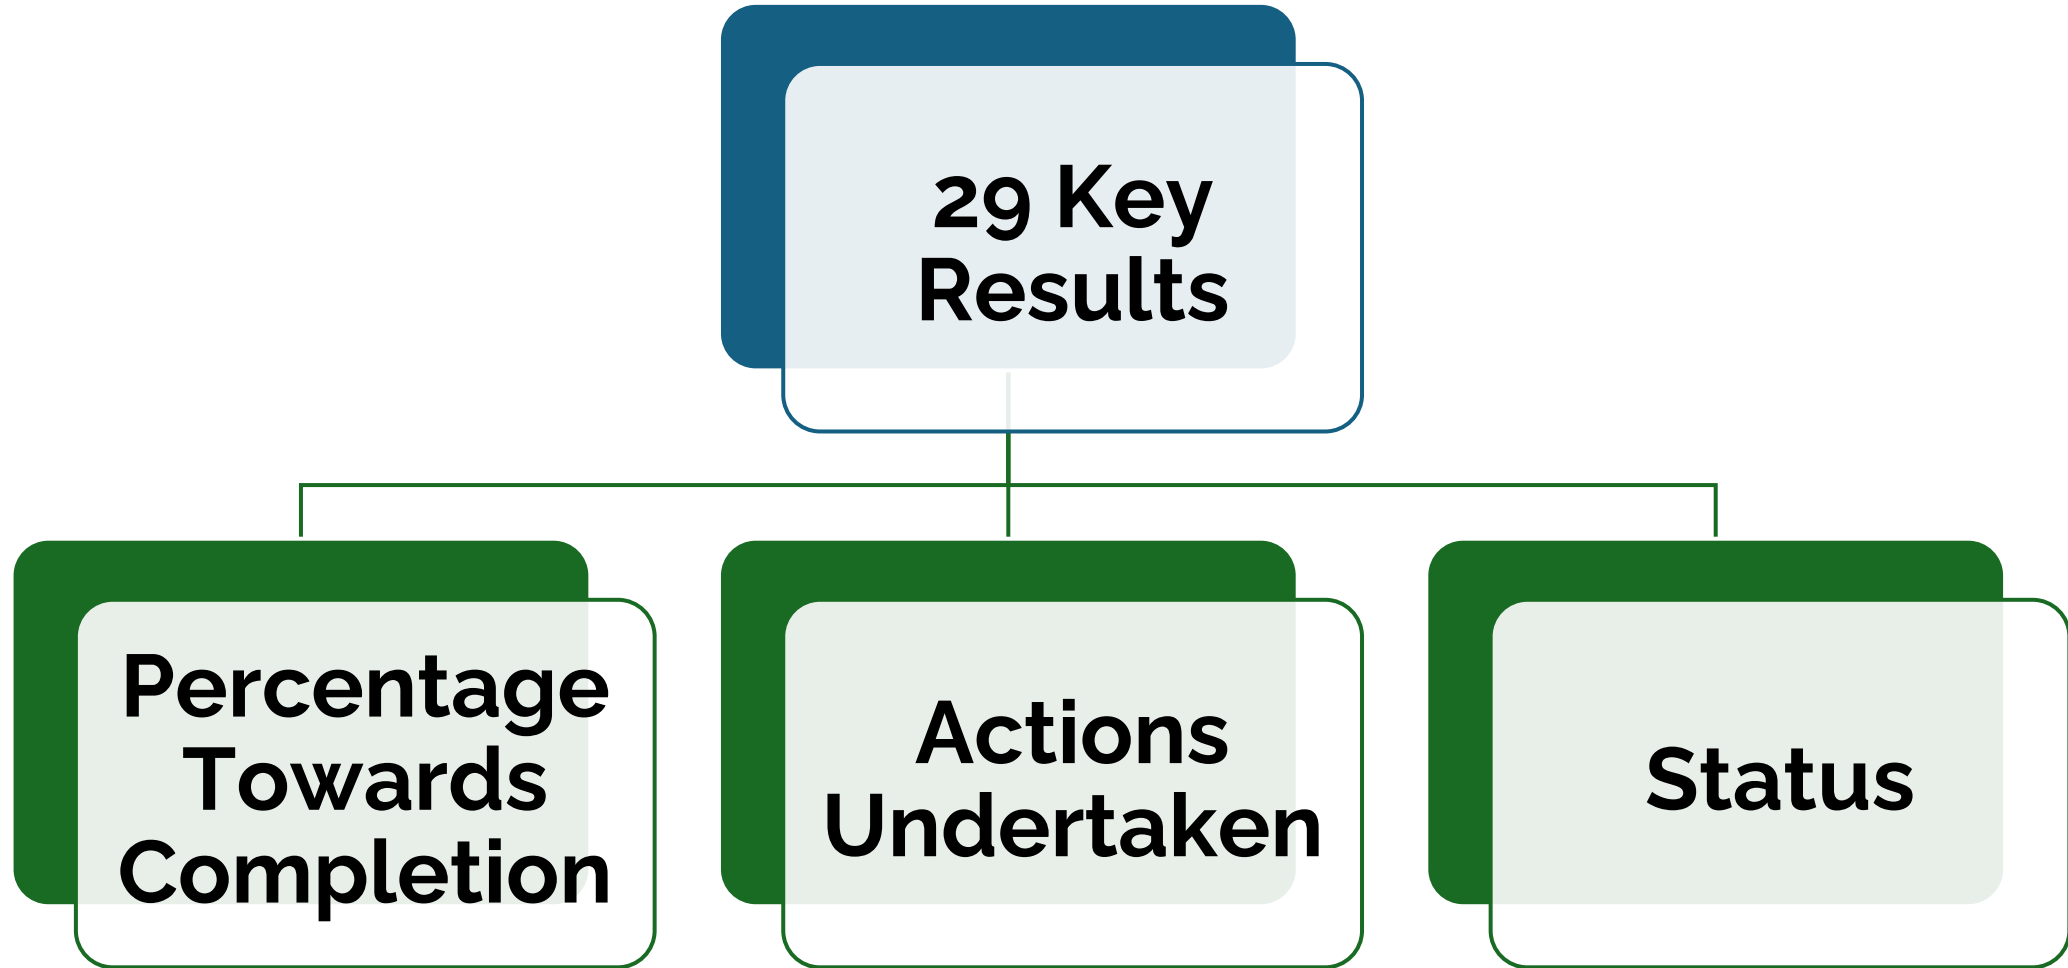 29 Key
Results
Percentage
Towards
Completion
Actions
Undertaken
Status